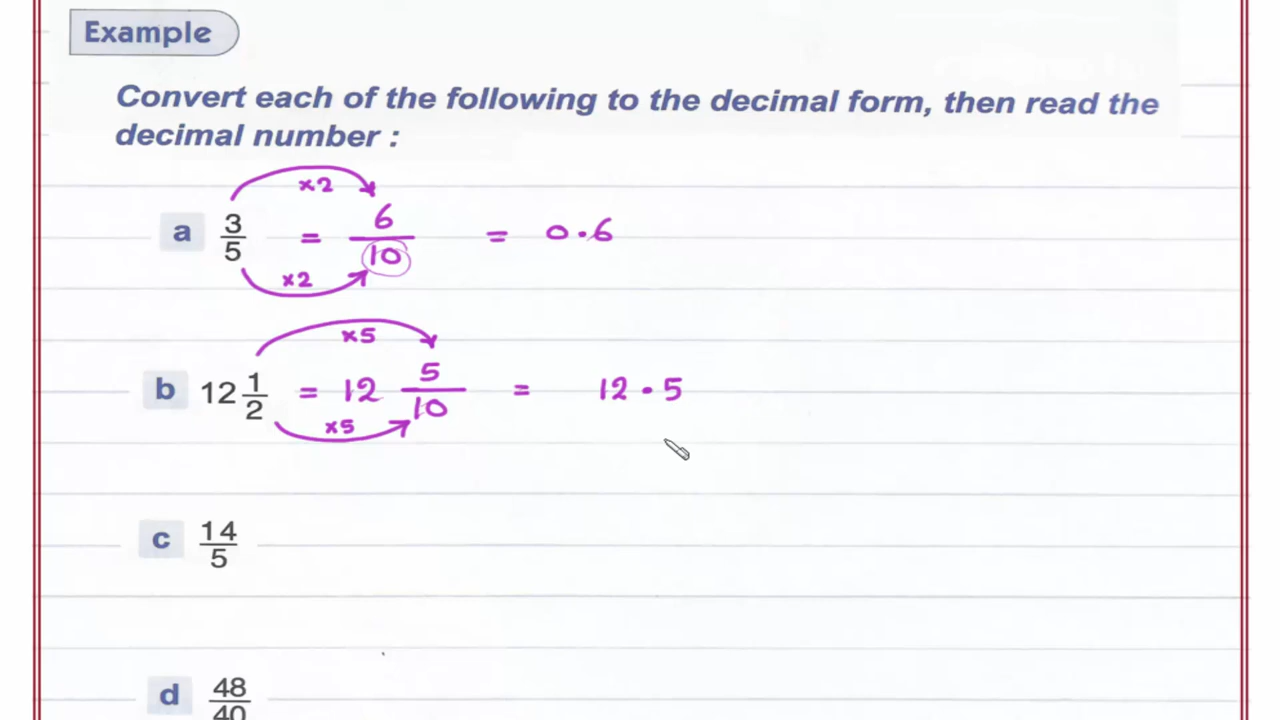 Example
Convert each of the following to the decimal form, then read the
decimal number :
×2
a 3/5 = 6/10 = 0.6
×2
×5
b 12 1/2 = 12 5/10 = 12.5
×5
c 14/5
d 48/40